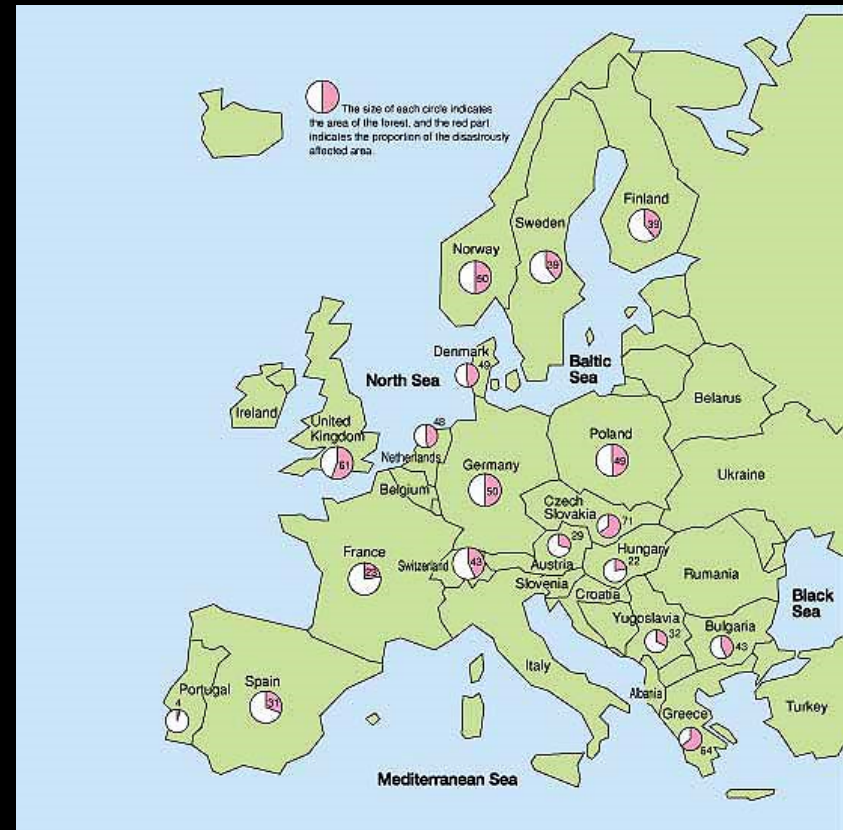 The size of each circle indicates
the area of the forest, and the red part
indicates the proportion of the disastrously
affected area.
Finland
39
Sweden
39
Norway
50
Denmark
49
North Sea
Baltic
Sea
Belarus
Ireland
United
Kingdom
61
48
Netherlands
Poland
49
Germany
50
Ukraine
Belgium
Czech
Slovakia
71
France
23
Switzerland
43
29
Austria
Hungary
22
Slovenia
Croatia
Rumania
Black
Sea
Yugoslavia
32
Bulgaria
43
Italy
Spain
31
Portugal
4
Albania
Greece
64
Turkey
Mediterranean Sea